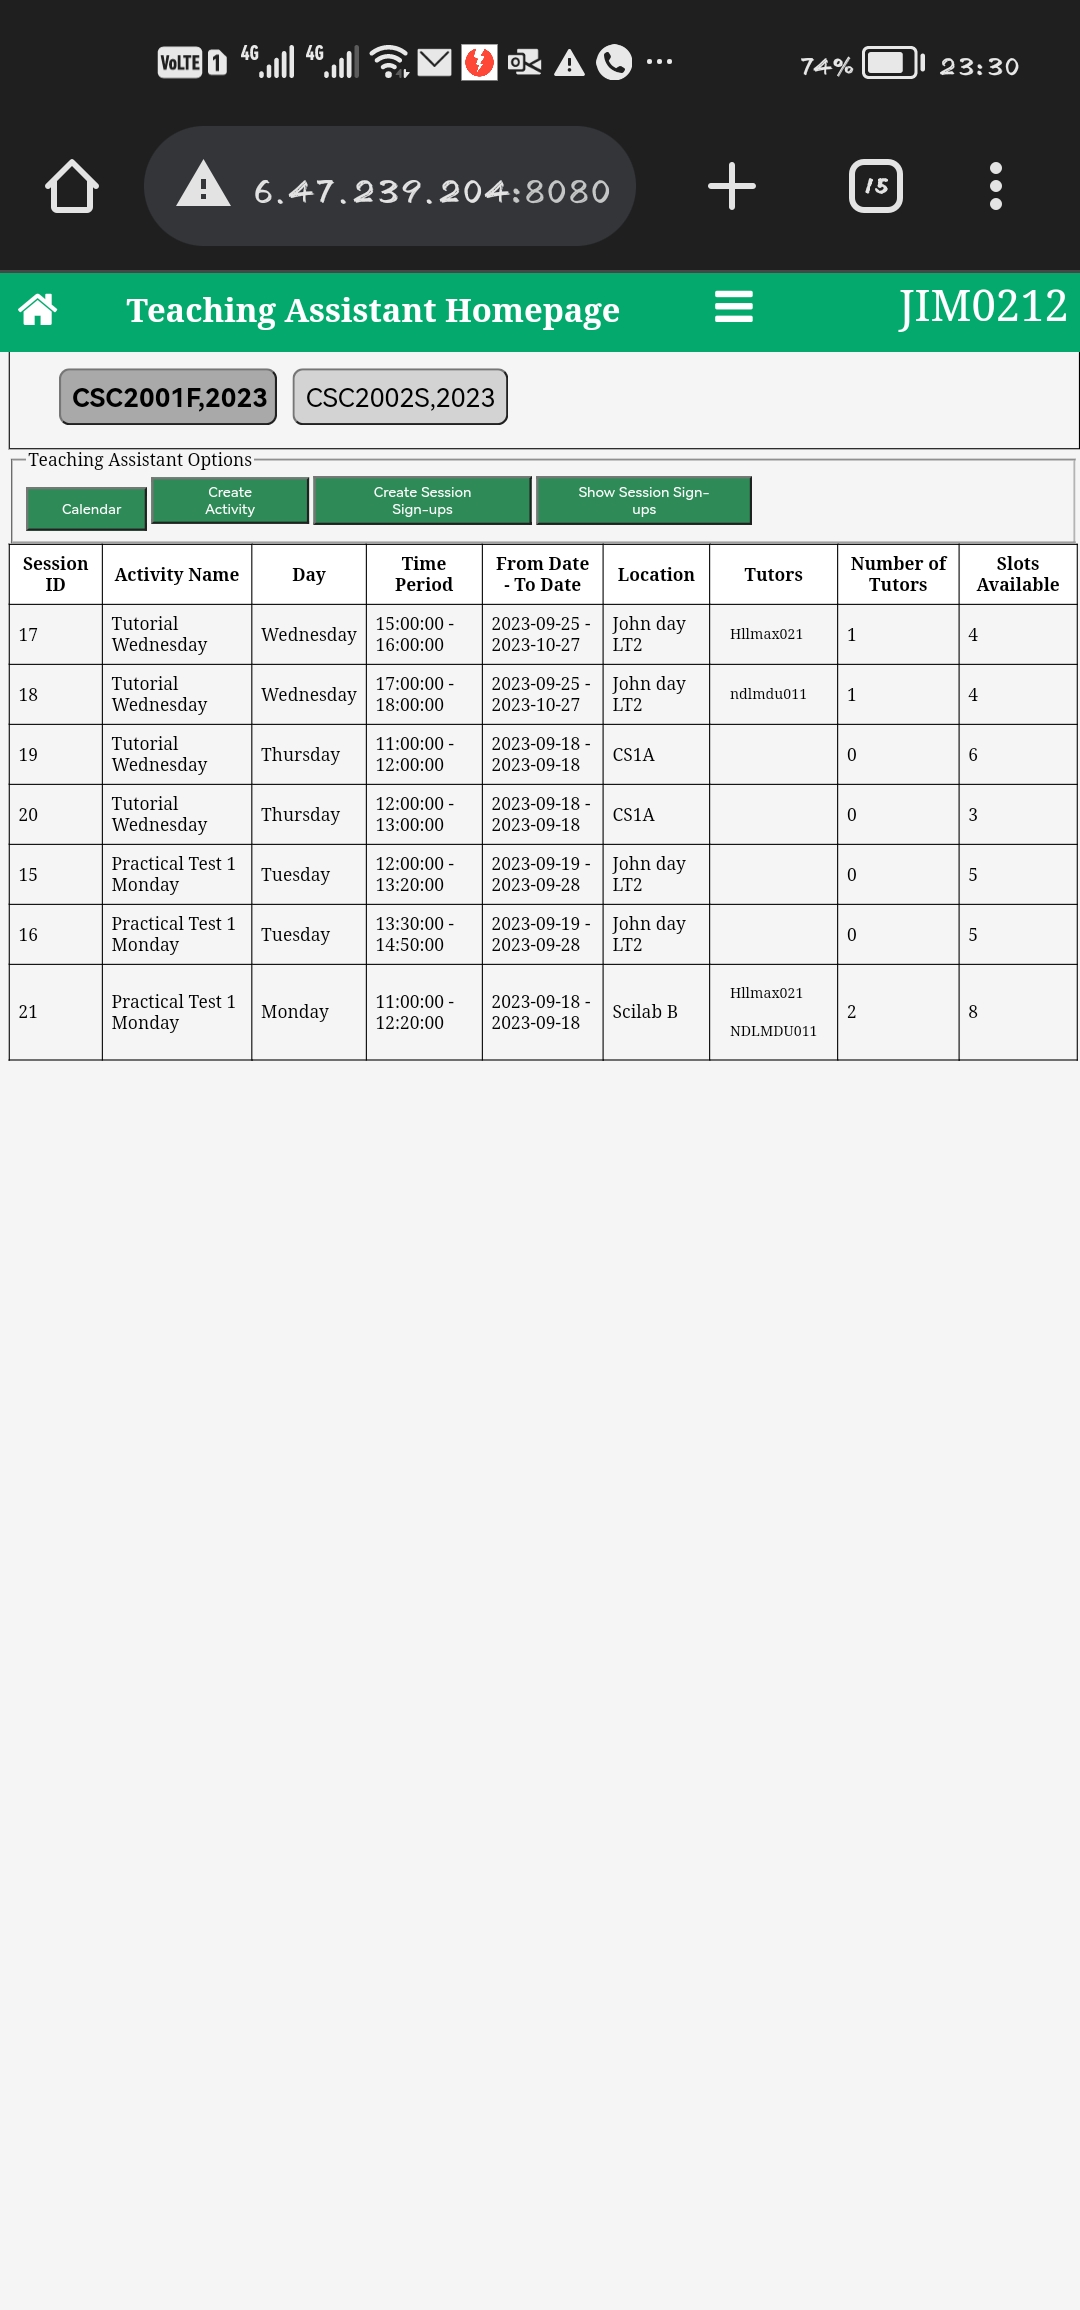 VoLTE 1 4G 4G 74% 23:30
6.47.239.204:8080 15
Teaching Assistant Homepage JIM0212
CSC2001F,2023 CSC2002S,2023
Teaching Assistant Options
Calendar
Create
Activity
Create Session
Sign-ups
Show Session Sign-
ups
Session
ID
Activity Name
Day
Time
Period
From Date
- To Date
Location
Tutors
Number of
Tutors
Slots
Available
17
Tutorial
Wednesday
Wednesday
15:00:00 -
16:00:00
2023-09-25 -
2023-10-27
John day
LT2
Hllmax021
1
4
18
Tutorial
Wednesday
Wednesday
17:00:00 -
18:00:00
2023-09-25 -
2023-10-27
John day
LT2
ndlmdu011
1
4
19
Tutorial
Wednesday
Thursday
11:00:00 -
12:00:00
2023-09-18 -
2023-09-18
CS1A
0
6
20
Tutorial
Wednesday
Thursday
12:00:00 -
13:00:00
2023-09-18 -
2023-09-18
CS1A
0
3
15
Practical Test 1
Monday
Tuesday
12:00:00 -
13:20:00
2023-09-19 -
2023-09-28
John day
LT2
0
5
16
Practical Test 1
Monday
Tuesday
13:30:00 -
14:50:00
2023-09-19 -
2023-09-28
John day
LT2
0
5
21
Practical Test 1
Monday
Monday
11:00:00 -
12:20:00
2023-09-18 -
2023-09-18
Scilab B
Hllmax021
NDLMDU011
2
8